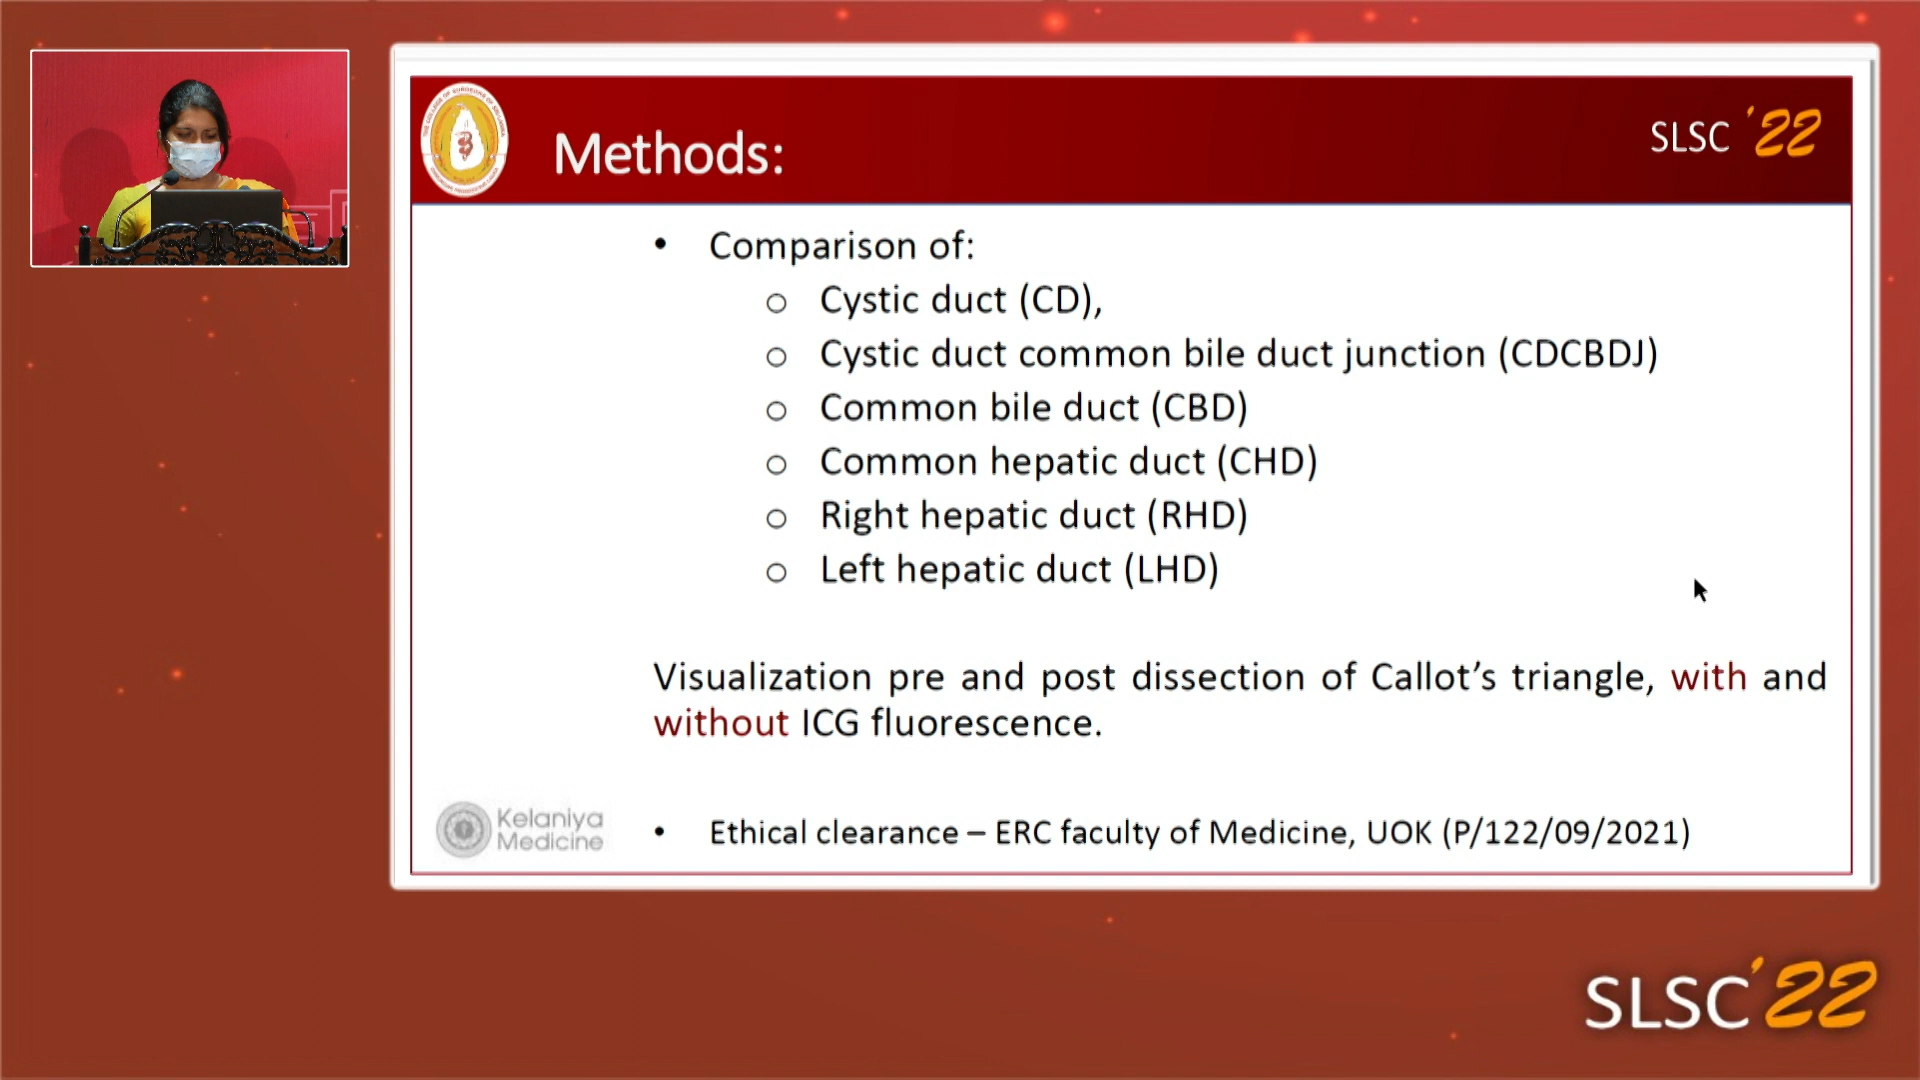 Methods:
SLSC '22
• Comparison of:
o Cystic duct (CD),
o Cystic duct common bile duct junction (CDCBDJ)
o Common bile duct (CBD)
o Common hepatic duct (CHD)
o Right hepatic duct (RHD)
o Left hepatic duct (LHD)
Visualization pre and post dissection of Callot's triangle, with and
without ICG fluorescence.
Kelaniya
Medicine
• Ethical clearance – ERC faculty of Medicine, UOK (P/122/09/2021)
SLSC'22